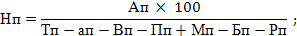 Нп = Ап × 100 / Тп – ап – Вп – Пп + Мп – Бп – Рп ;